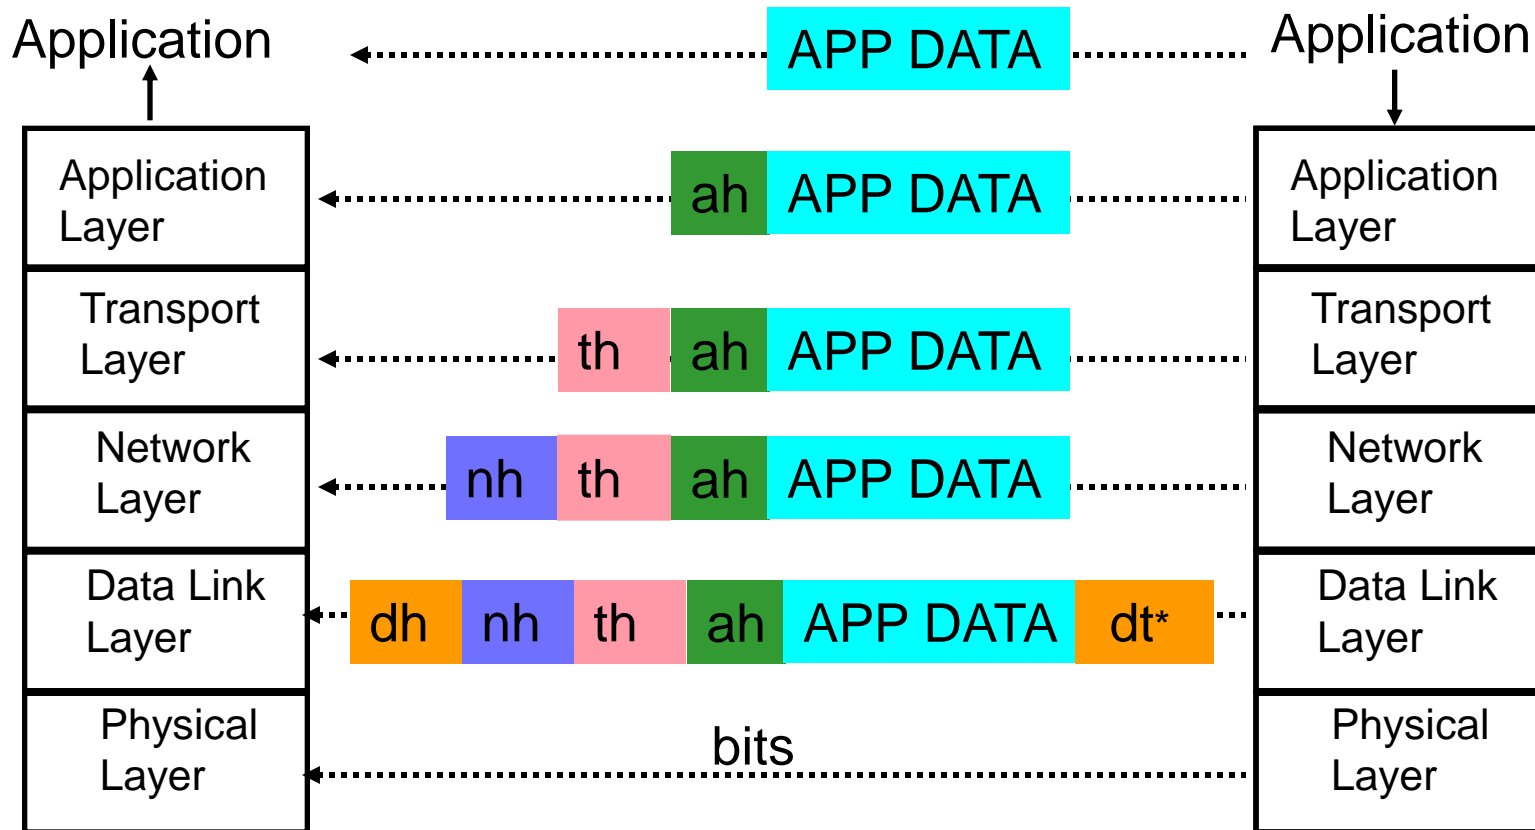 Application APP DATA Application
Application
Layer
ah APP DATA
Application
Layer
Transport
Layer
th ah APP DATA
Transport
Layer
Network
Layer
nh th ah APP DATA
Network
Layer
Data Link
Layer
dh nh th ah APP DATA dt*
Data Link
Layer
Physical
Layer
bits
Physical
Layer